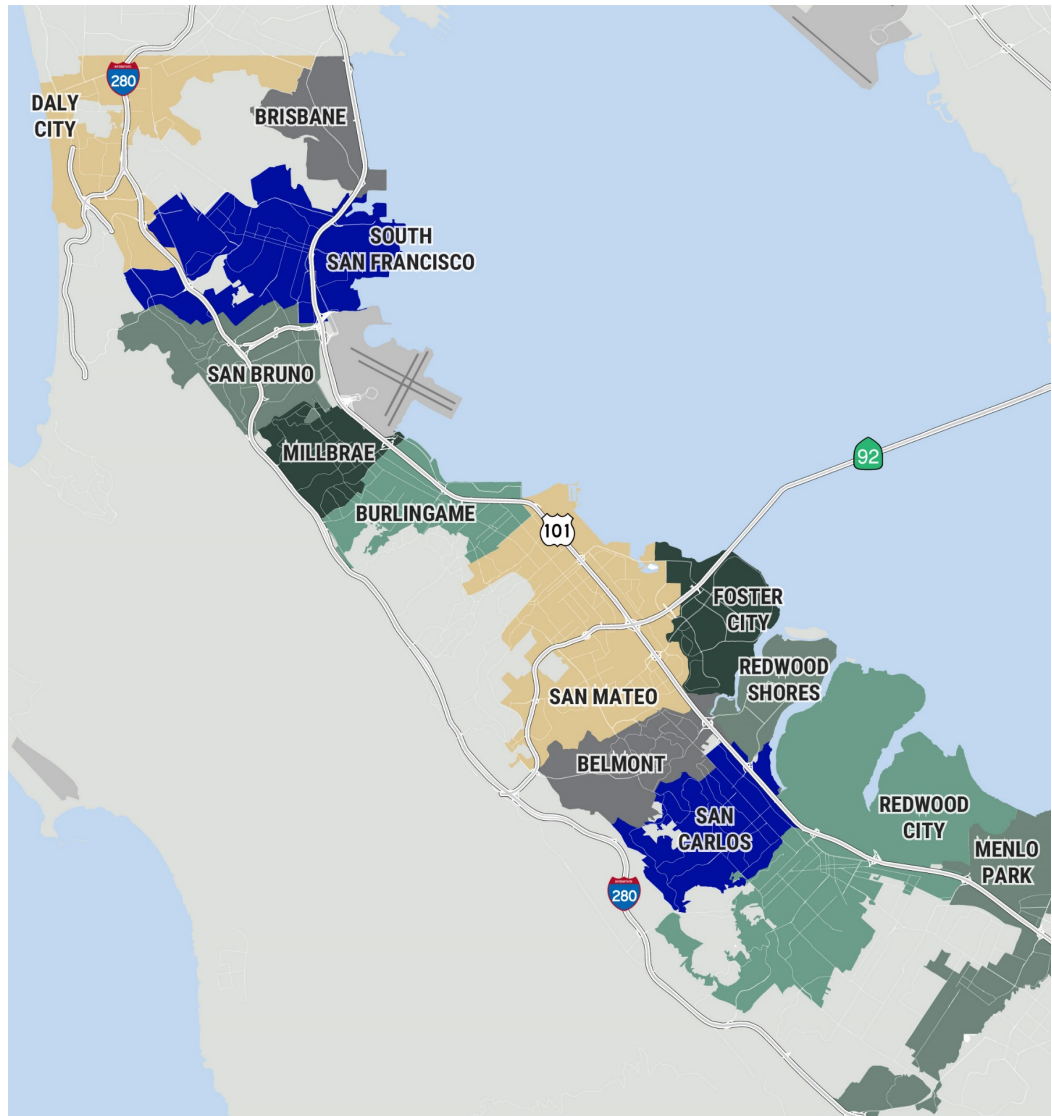 280
DALY
CITY
BRISBANE
SOUTH
SAN FRANCISCO
SAN BRUNO
MILLBRAE
BURLINGAME
92
101
FOSTER
CITY
REDWOOD
SHORES
SAN MATEO
BELMONT
SAN
CARLOS
REDWOOD
CITY
MENLO
PARK
280